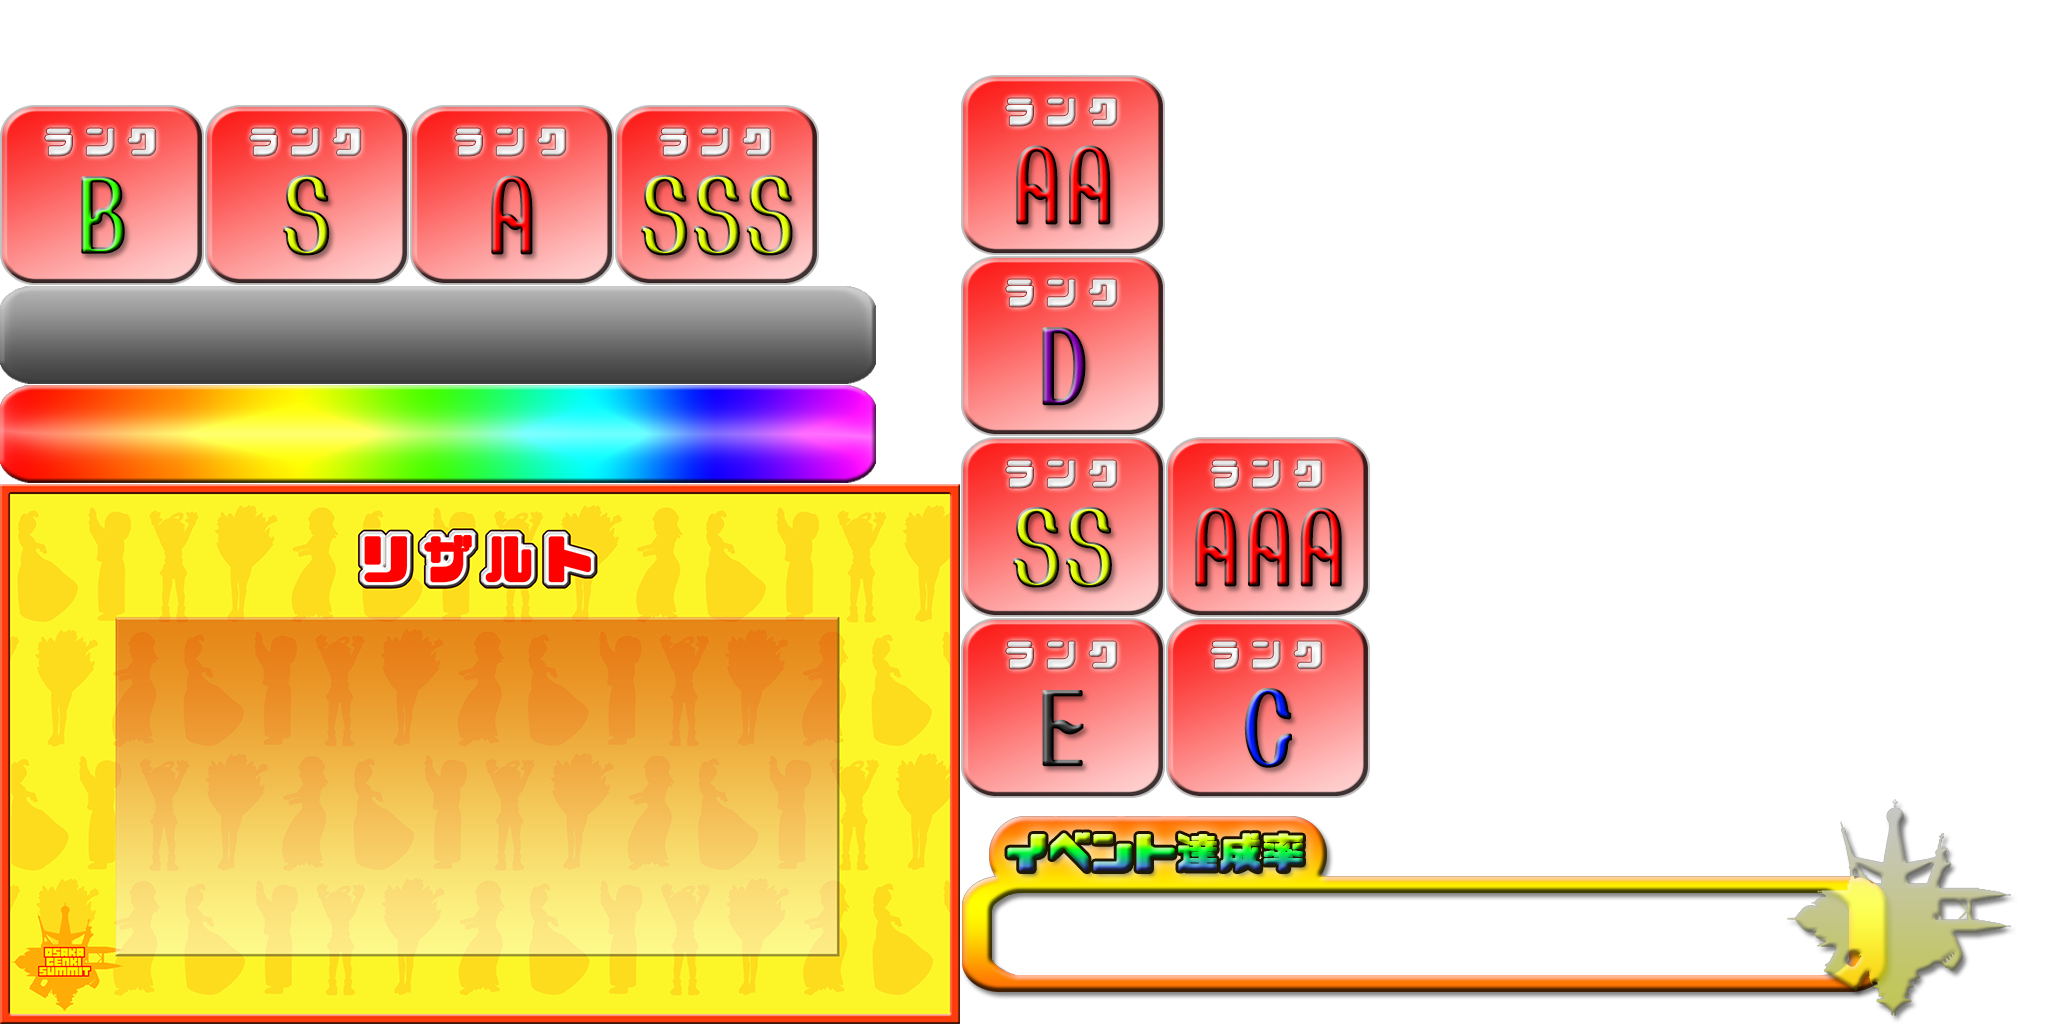 ランク
B
ランク
S
ランク
A
ランク
SSS
リザルト
OSAKA
GENKI
SUMMIT
ランク
AA
ランク
D
ランク
SS
ランク
AAA
ランク
E
ランク
C
イベント達成率